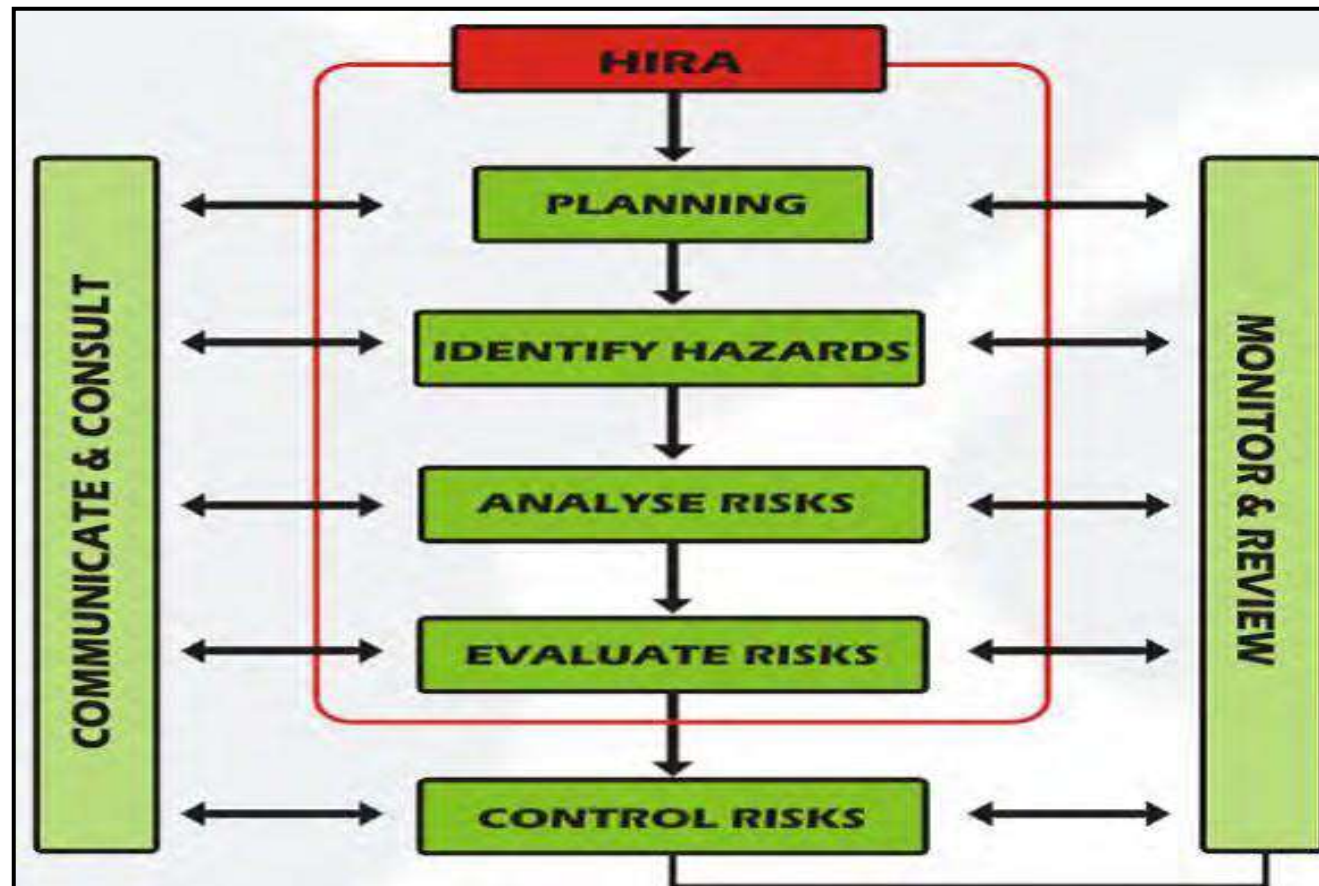 HIRA
PLANNING
IDENTIFY HAZARDS
ANALYSE RISKS
EVALUATE RISKS
CONTROL RISKS
COMMUNICATE & CONSULT
MONITOR & REVIEW